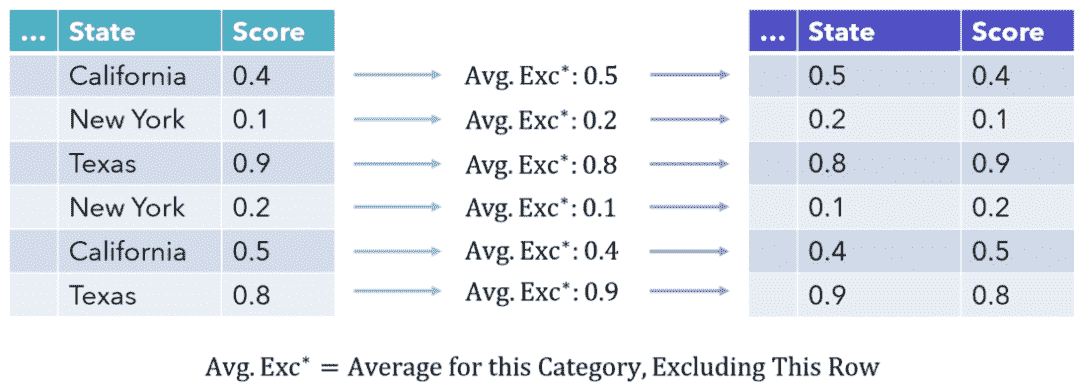 ... State Score Avg. Exc*: 0.5 ... State Score
California 0.4 0.5 0.4
New York 0.1 Avg. Exc*: 0.2 0.2 0.1
Texas 0.9 Avg. Exc*: 0.8 0.8 0.9
New York 0.2 Avg. Exc*: 0.1 0.1 0.2
California 0.5 Avg. Exc*: 0.4 0.4 0.5
Texas 0.8 Avg. Exc*: 0.9 0.9 0.8
Avg. Exc* = Average for this Category, Excluding This Row